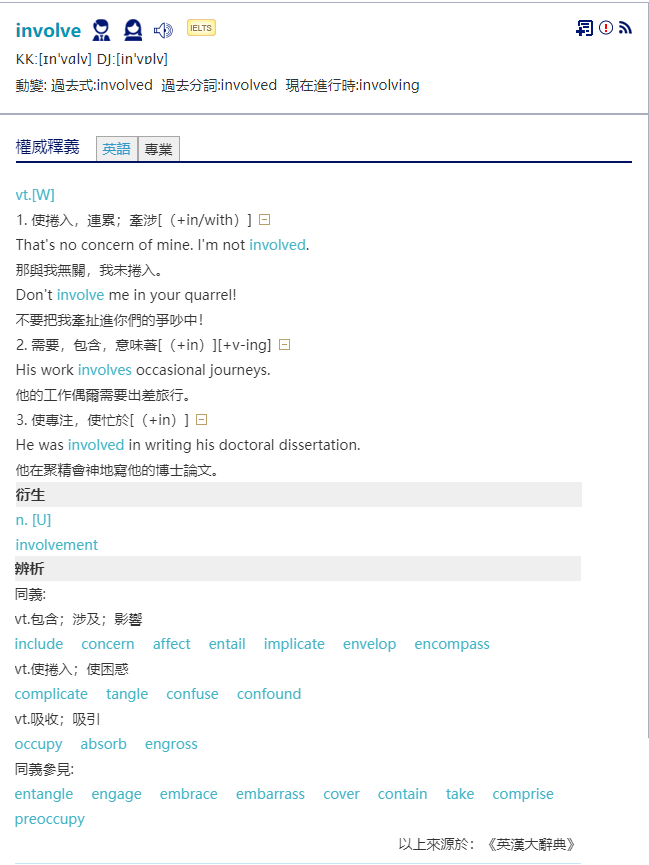 involve IELTS
KK:[ɪnˈvɑlv] DJ:[inˈvɒlv]
動變: 過去式:involved 過去分詞:involved 現在進行時:involving
權威釋義 英語 專業
vt.[W]
1. 使捲入，連累；牽涉[（+in/with）]
That's no concern of mine. I'm not involved.
那與我無關，我未捲入。
Don't involve me in your quarrel!
不要把我牽扯進你們的爭吵中！
2. 需要，包含，意味著[（+in）][+v-ing]
His work involves occasional journeys.
他的工作偶爾需要出差旅行。
3. 使專注，使忙於[（+in）]
He was involved in writing his doctoral dissertation.
他在聚精會神地寫他的博士論文。
衍生
n. [U]
involvement
辨析
同義:
vt.包含；涉及；影響
include concern affect entail implicate envelop encompass
vt.使捲入；使困惑
complicate tangle confuse confound
vt.吸收；吸引
occupy absorb engross
同義參見:
entangle engage embrace embarrass cover contain take comprise
preoccupy
以上來源於：《英漢大辭典》